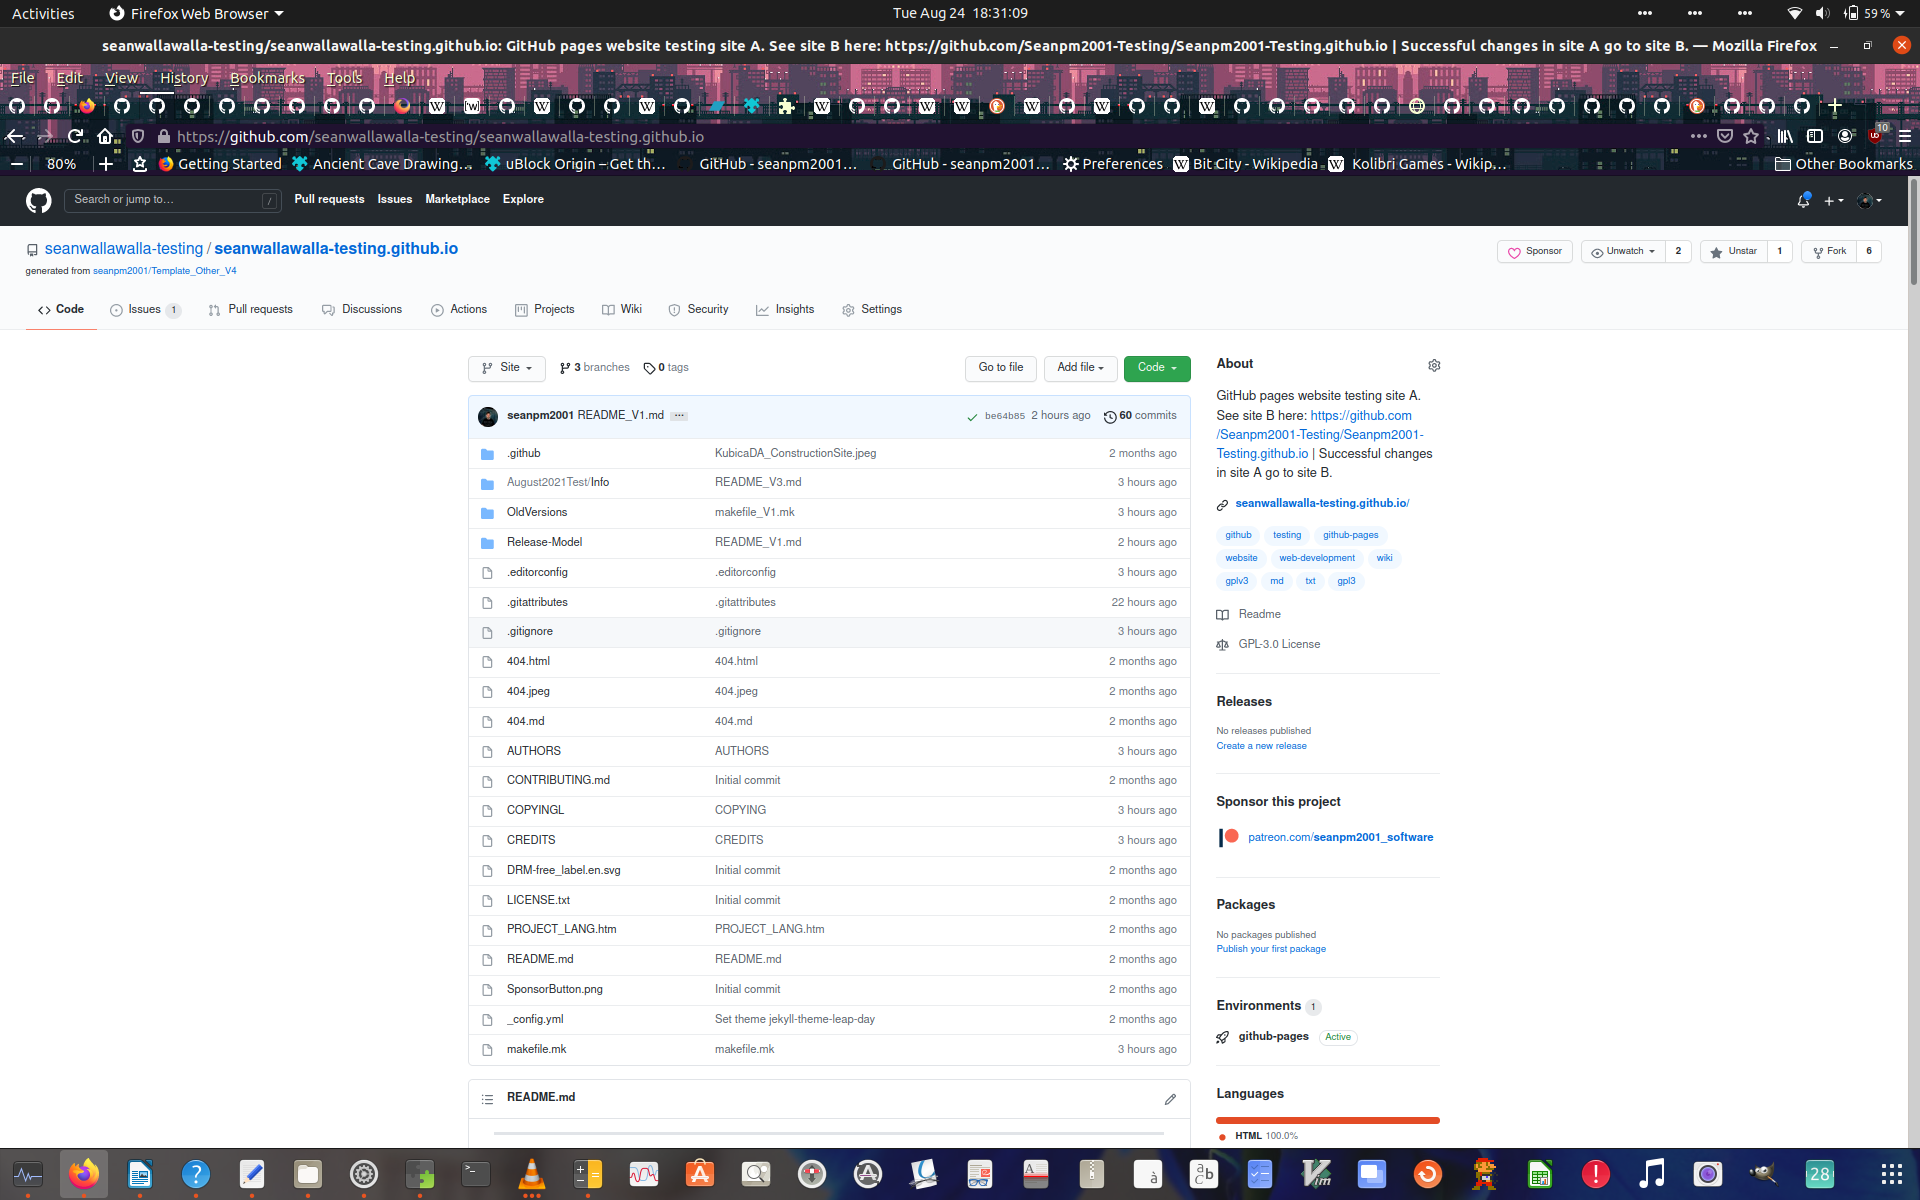 Activities Firefox Web Browser Tue Aug 24 18:31:09 59 %
seanwallawalla-testing/seanwallawalla-testing.github.io: GitHub pages website testing site A. See site B here: https://github.com/Seanpm2001-Testing/Seanpm2001-Testing.github.io | Successful changes in site A go to site B. — Mozilla Firefox
File Edit View History Bookmarks Tools Help
https://github.com/seanwallawalla-testing/seanwallawalla-testing.github.io 10
80% Getting Started Ancient Cave Drawing… uBlock Origin – Get th… GitHub - seanpm2001… GitHub - seanpm2001… Preferences Bit City - Wikipedia Kolibri Games - Wikip… Other Bookmarks
Search or jump to… / Pull requests Issues Marketplace Explore
seanwallawalla-testing / seanwallawalla-testing.github.io Sponsor Unwatch 2 Unstar 1 Fork 6
generated from seanpm2001/Template_Other_V4
Code Issues 1 Pull requests Discussions Actions Projects Wiki Security Insights Settings
Site 3 branches 0 tags Go to file Add file Code
seanpm2001 README_V1.md ··· be64b85 2 hours ago 60 commits
.github KubicaDA_ConstructionSite.jpeg 2 months ago
August2021Test/Info README_V3.md 3 hours ago
OldVersions makefile_V1.mk 3 hours ago
Release-Model README_V1.md 2 hours ago
.editorconfig .editorconfig 3 hours ago
.gitattributes .gitattributes 22 hours ago
.gitignore .gitignore 3 hours ago
404.html 404.html 2 months ago
404.jpeg 404.jpeg 2 months ago
404.md 404.md 2 months ago
AUTHORS AUTHORS 3 hours ago
CONTRIBUTING.md Initial commit 2 months ago
COPYINGL COPYING 3 hours ago
CREDITS CREDITS 3 hours ago
DRM-free_label.en.svg Initial commit 2 months ago
LICENSE.txt Initial commit 2 months ago
PROJECT_LANG.htm PROJECT_LANG.htm 2 months ago
README.md README.md 2 months ago
SponsorButton.png Initial commit 2 months ago
_config.yml Set theme jekyll-theme-leap-day 2 months ago
makefile.mk makefile.mk 3 hours ago
README.md
About
GitHub pages website testing site A.
See site B here: https://github.com
/Seanpm2001-Testing/Seanpm2001-
Testing.github.io | Successful changes
in site A go to site B.
seanwallawalla-testing.github.io/
github testing github-pages
website web-development wiki
gplv3 md txt gpl3
Readme
GPL-3.0 License
Releases
No releases published
Create a new release
Sponsor this project
patreon.com/seanpm2001_software
Packages
No packages published
Publish your first package
Environments 1
github-pages Active
Languages
HTML 100.0%
28